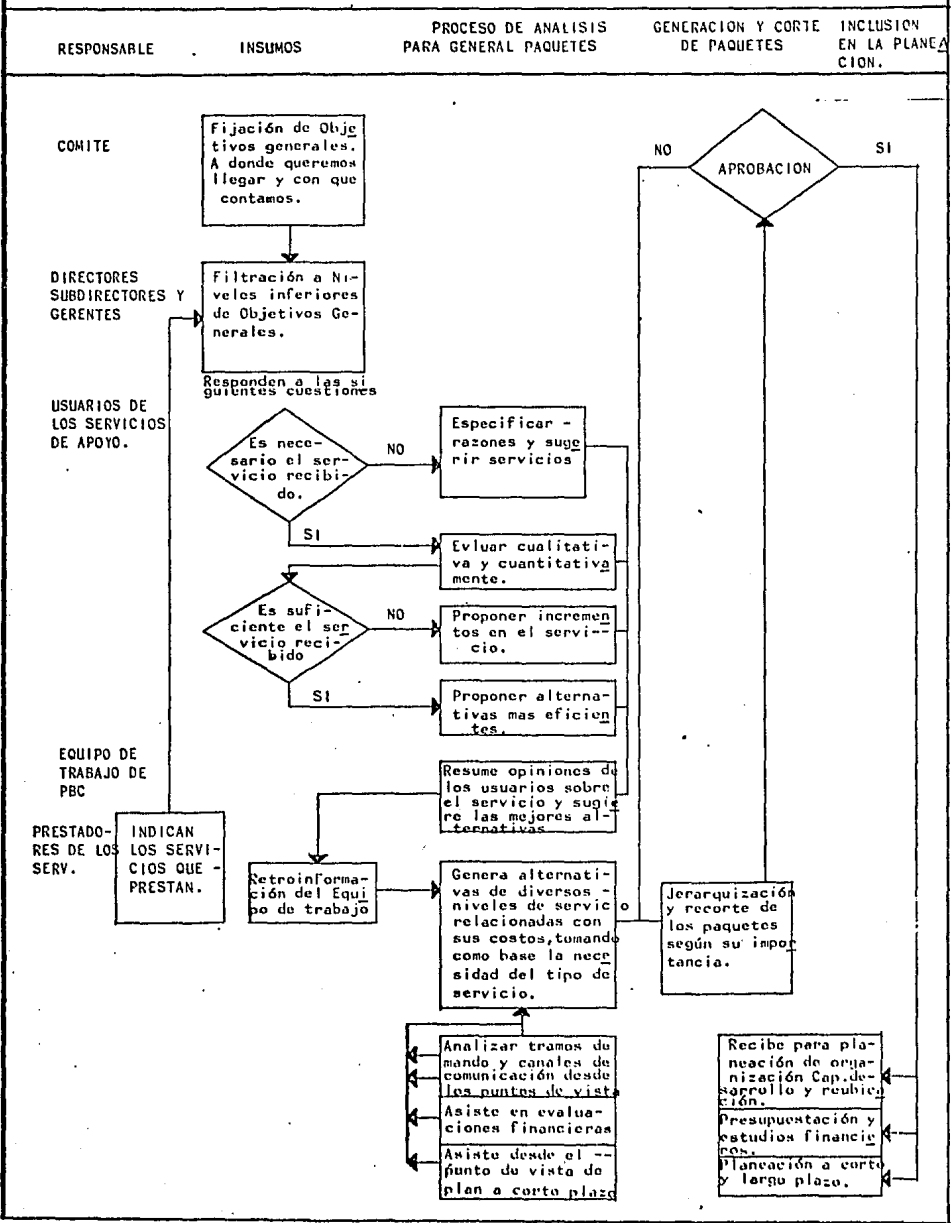 RESPONSABLE
INSUMOS
PROCESO DE ANALISIS
PARA GENERAL PAQUETES
GENERACION Y CORTE
DE PAQUETES
INCLUSION
EN LA PLANEA
CION.
COMITE
Fijación de Obje
tivos generales.
A donde queremos
llegar y con que
contamos.
NO
APROBACION
SI
DIRECTORES
SUBDIRECTORES Y
GERENTES
Filtración a Ni-
veles inferiores
de Objetivos Ge-
nerales.
Responden a las si
guientes cuestiones
USUARIOS DE
LOS SERVICIOS
DE APOYO.
Es nece-
sario el ser-
vicio recibi-
do.
NO
Especificar -
razones y suge
rir servicios
SI
Evluar cualitati-
va y cuantitativa
mente.
Es sufi-
ciente el ser
vicio reci-
bido
NO
Proponer incremen
tos en el servi--
cio.
SI
Proponer alterna-
tivas mas eficien
tes.
EQUIPO DE
TRABAJO DE
PBC
Resume opiniones de
los usuarios sobre
el servicio y sugie
re las mejores al-
ternativas
PRESTADO-
RES DE LOS
SERV.
INDICAN
LOS SERVI-
CIOS QUE -
PRESTAN.
Retroinforma-
ción del Equi
po de trabajo
Genera alternati-
vas de diversos -
niveles de servic o
relacionadas con
sus costos,tomando
como base la nece
sidad del tipo de
servicio.
Jerarquización
y recorte de
los paquetes
según su impor
tancia.
Analizar tramos de
mando y canales de
comunicación desde
los puntos de vista
Asiste en evalua-
ciones financieras
Asiste desde el --
punto de vista de
plan a corto plazo
Recibe para pla-
neación de orga-
nización Cap.de-
sarrollo y reubica
ción.
Presupuestación y
estudios financie
ros.
Planeación a corto
y largo plazo.